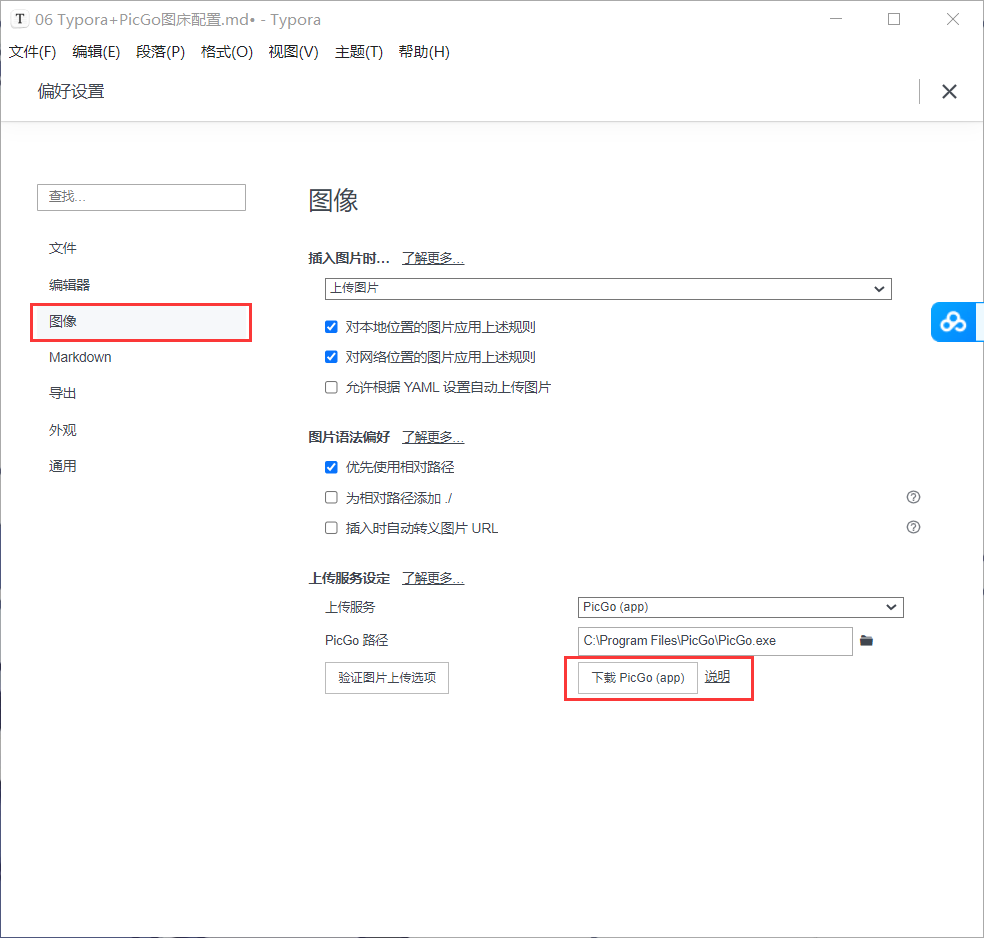 T 06 Typora+PicGo图床配置.md• - Typora
文件(F) 编辑(E) 段落(P) 格式(O) 视图(V) 主题(T) 帮助(H)
偏好设置
查找...
文件
编辑器
图像
Markdown
导出
外观
通用
图像
插入图片时... 了解更多...
上传图片
对本地位置的图片应用上述规则
对网络位置的图片应用上述规则
允许根据 YAML 设置自动上传图片
图片语法偏好 了解更多...
优先使用相对路径
为相对路径添加 ./
插入时自动转义图片 URL
上传服务设定 了解更多...
上传服务 PicGo (app)
PicGo 路径 C:\Program Files\PicGo\PicGo.exe
验证图片上传选项 下载 PicGo (app) 说明